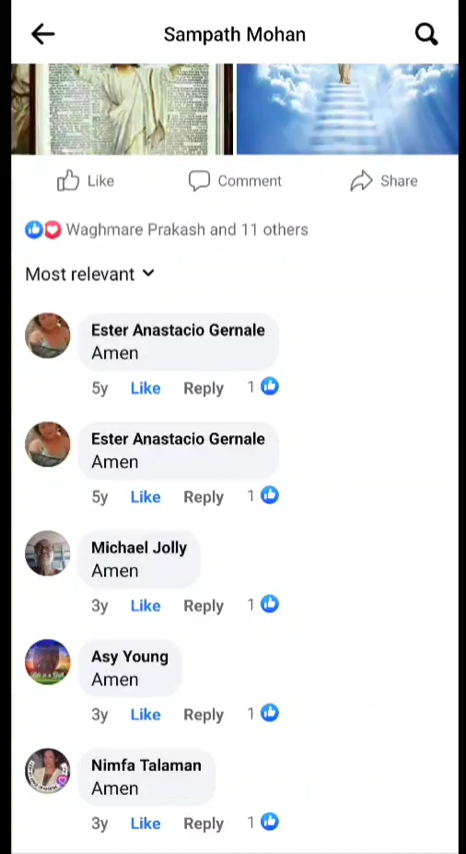 Sampath Mohan
Like Comment Share
Waghmare Prakash and 11 others
Most relevant
Ester Anastacio Gernale
Amen
5y Like Reply 1
Ester Anastacio Gernale
Amen
5y Like Reply 1
Michael Jolly
Amen
3y Like Reply 1
Asy Young
Amen
3y Like Reply 1
Nimfa Talaman
Amen
3y Like Reply 1